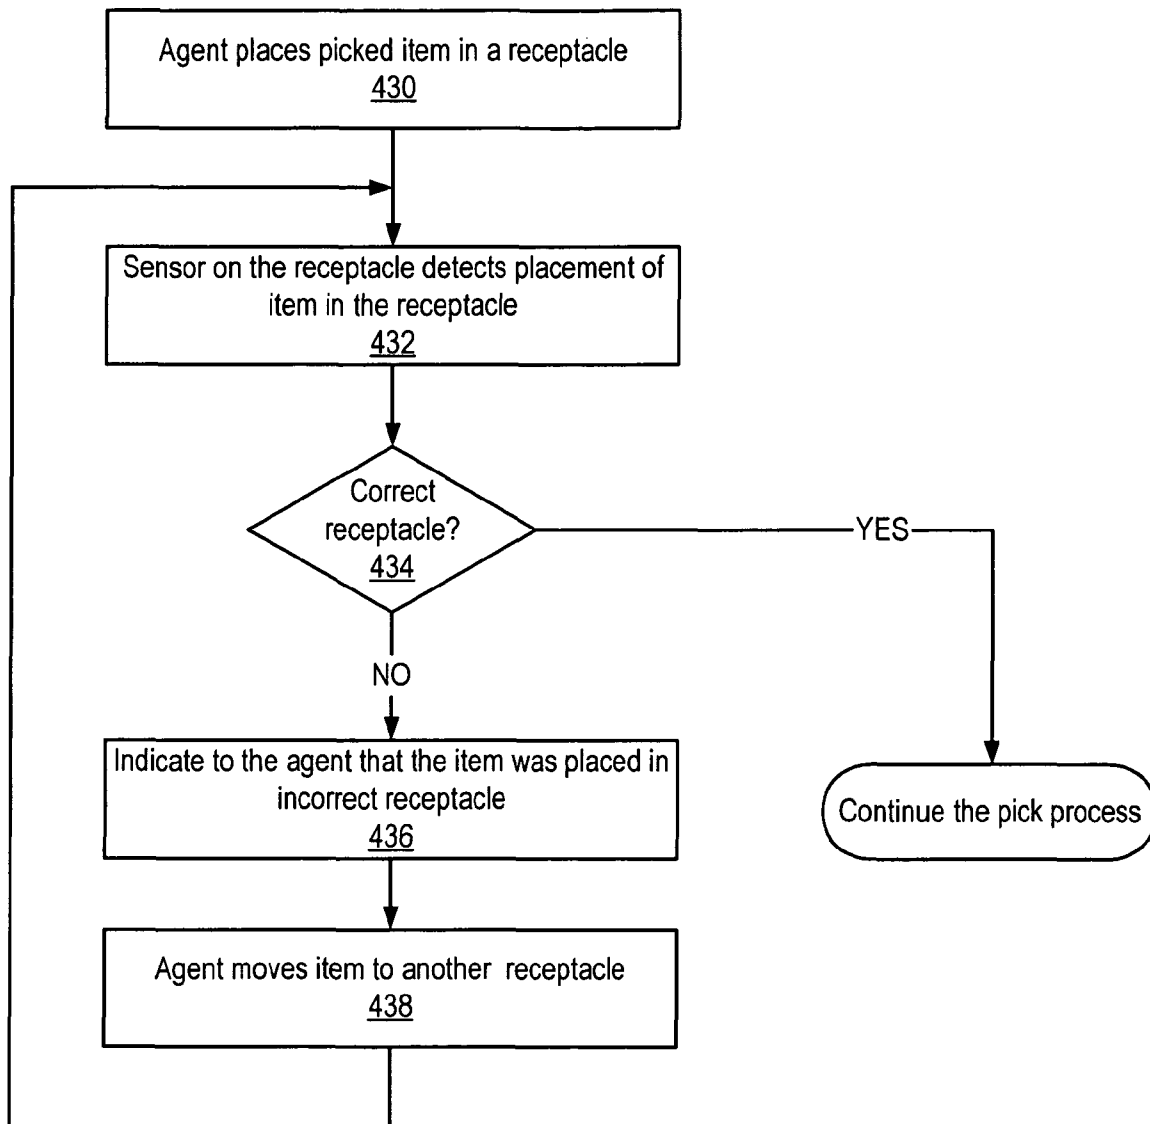 Agent places picked item in a receptacle
430
Sensor on the receptacle detects placement of
item in the receptacle
432
Correct
receptacle?
434
YES
NO
Indicate to the agent that the item was placed in
incorrect receptacle
436
Continue the pick process
Agent moves item to another receptacle
438